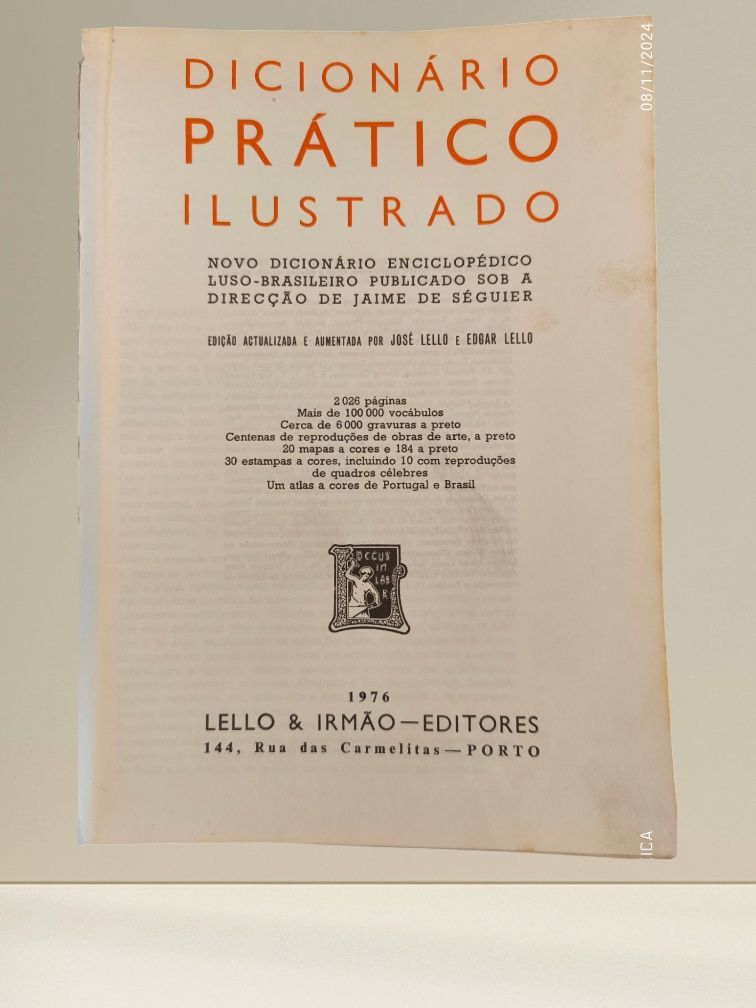 DICIONÁRIO
PRÁTICO
ILUSTRADO
NOVO DICIONÁRIO ENCICLOPÉDICO
LUSO-BRASILEIRO PUBLICADO SOB A
DIRECÇÃO DE JAIME DE SÉGUIER
EDIÇÃO ACTUALIZADA E AUMENTADA POR JOSÉ LELLO E EDGAR LELLO
2 026 páginas
Mais de 100 000 vocábulos
Cerca de 6 000 gravuras a preto
Centenas de reproduções de obras de arte, a preto
20 mapas a cores e 184 a preto
30 estampas a cores, incluindo 10 com reproduções
de quadros célebres
Um atlas a cores de Portugal e Brasil
DECUS
IN
LAB
R
1976
LELLO & IRMÃO—EDITORES
144, Rua das Carmelitas—PORTO
08/11/2024
ICA